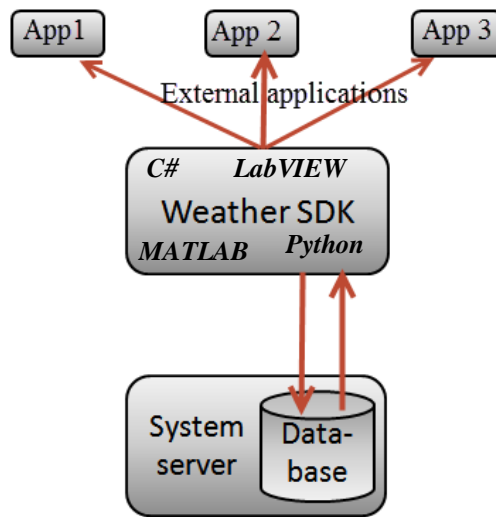 App1 App 2 App 3
External applications
C# LabVIEW
Weather SDK
MATLAB Python
System
server
Data-
base